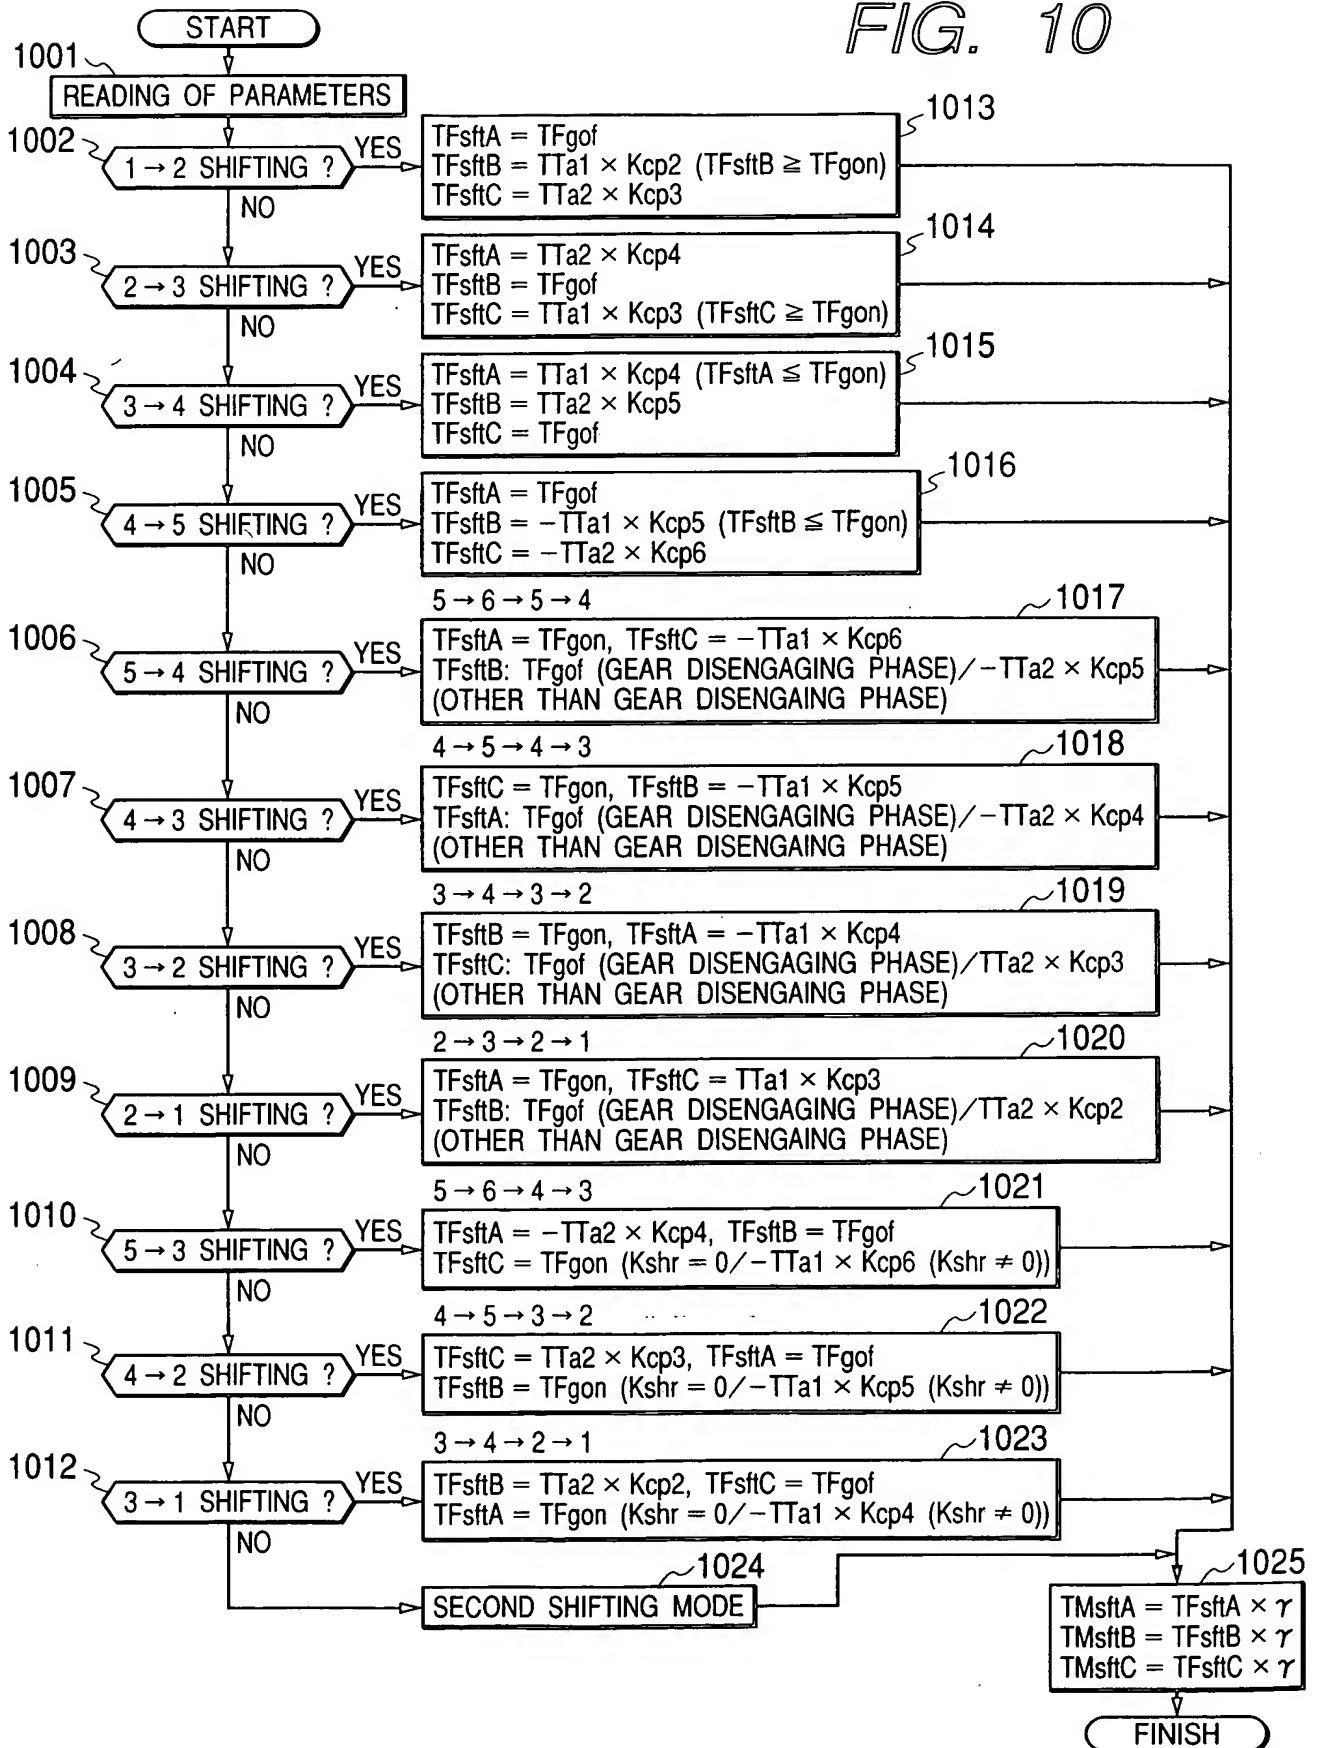 FIG. 10
START
1001
READING OF PARAMETERS
1002
1 → 2 SHIFTING ?
YES
NO
1013
TFsftA = TFgof
TFsftB = TTa1 × Kcp2 (TFsftB ≧ TFgon)
TFsftC = TTa2 × Kcp3
1003
2 → 3 SHIFTING ?
YES
NO
1014
TFsftA = TTa2 × Kcp4
TFsftB = TFgof
TFsftC = TTa1 × Kcp3 (TFsftC ≧ TFgon)
1004
3 → 4 SHIFTING ?
YES
NO
1015
TFsftA = TTa1 × Kcp4 (TFsftA ≦ TFgon)
TFsftB = TTa2 × Kcp5
TFsftC = TFgof
1005
4 → 5 SHIFTING ?
YES
NO
1016
TFsftA = TFgof
TFsftB = −TTa1 × Kcp5 (TFsftB ≦ TFgon)
TFsftC = −TTa2 × Kcp6
1006
5 → 4 SHIFTING ?
YES
NO
5 → 6 → 5 → 4
1017
TFsftA = TFgon, TFsftC = −TTa1 × Kcp6
TFsftB: TFgof (GEAR DISENGAGING PHASE)/−TTa2 × Kcp5
(OTHER THAN GEAR DISENGAING PHASE)
1007
4 → 3 SHIFTING ?
YES
NO
4 → 5 → 4 → 3
1018
TFsftC = TFgon, TFsftB = −TTa1 × Kcp5
TFsftA: TFgof (GEAR DISENGAGING PHASE)/−TTa2 × Kcp4
(OTHER THAN GEAR DISENGAING PHASE)
1008
3 → 2 SHIFTING ?
YES
NO
3 → 4 → 3 → 2
1019
TFsftB = TFgon, TFsftA = −TTa1 × Kcp4
TFsftC: TFgof (GEAR DISENGAGING PHASE)/TTa2 × Kcp3
(OTHER THAN GEAR DISENGAING PHASE)
1009
2 → 1 SHIFTING ?
YES
NO
2 → 3 → 2 → 1
1020
TFsftA = TFgon, TFsftC = TTa1 × Kcp3
TFsftB: TFgof (GEAR DISENGAGING PHASE)/TTa2 × Kcp2
(OTHER THAN GEAR DISENGAING PHASE)
1010
5 → 3 SHIFTING ?
YES
NO
5 → 6 → 4 → 3
1021
TFsftA = −TTa2 × Kcp4, TFsftB = TFgof
TFsftC = TFgon (Kshr = 0/−TTa1 × Kcp6 (Kshr ≠ 0))
1011
4 → 2 SHIFTING ?
YES
NO
4 → 5 → 3 → 2
1022
TFsftC = TTa2 × Kcp3, TFsftA = TFgof
TFsftB = TFgon (Kshr = 0/−TTa1 × Kcp5 (Kshr ≠ 0))
1012
3 → 1 SHIFTING ?
YES
NO
3 → 4 → 2 → 1
1023
TFsftB = TTa2 × Kcp2, TFsftC = TFgof
TFsftA = TFgon (Kshr = 0/−TTa1 × Kcp4 (Kshr ≠ 0))
1024
SECOND SHIFTING MODE
1025
TMsftA = TFsftA × γ
TMsftB = TFsftB × γ
TMsftC = TFsftC × γ
FINISH